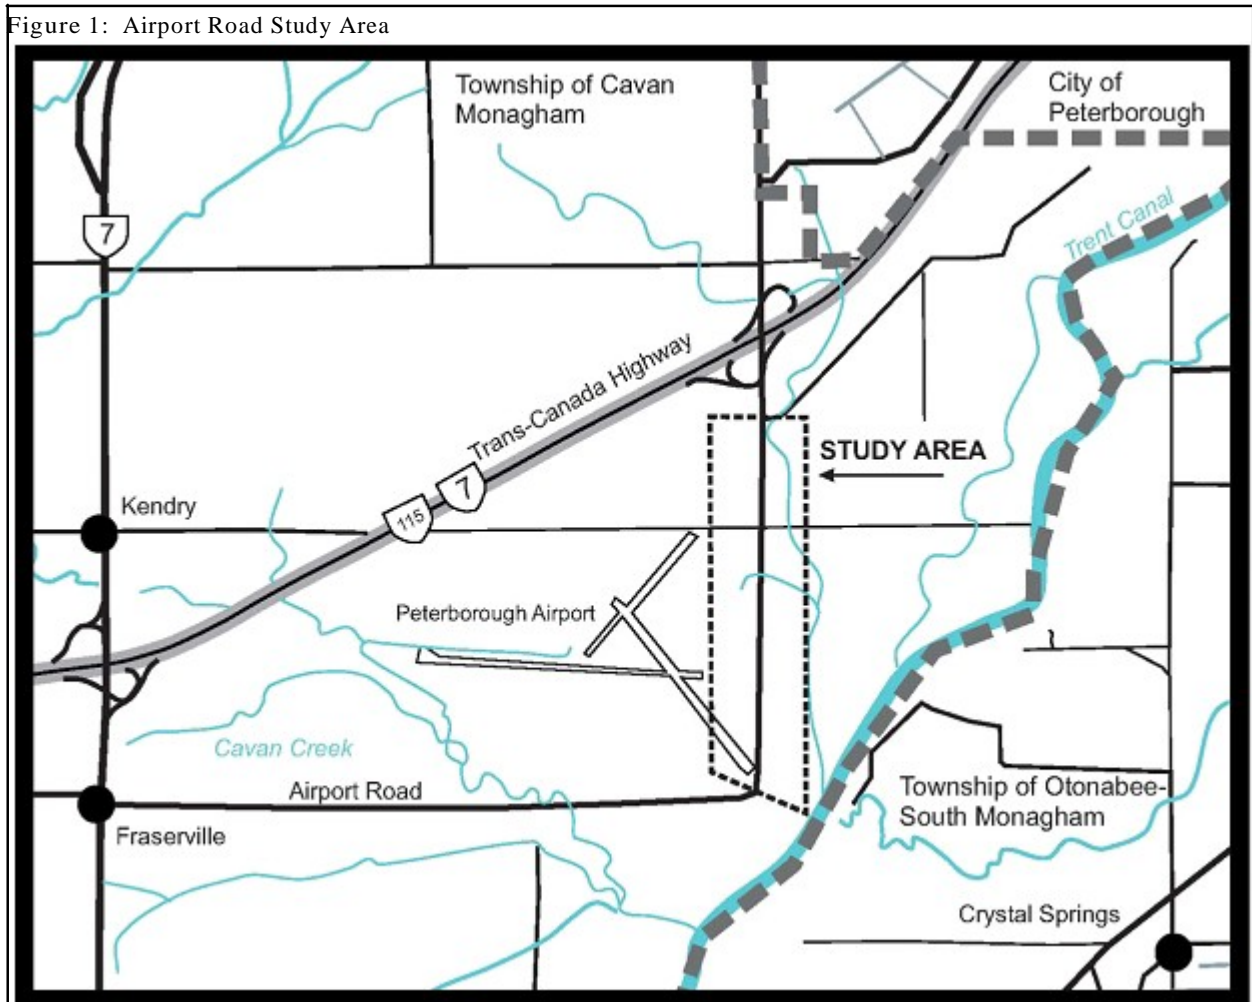 Figure 1: Airport Road Study Area
Township of Cavan
Monagham
City of
Peterborough
Trent Canal
7
Trans-Canada Highway
STUDY AREA
7
115
Kendry
Peterborough Airport
Cavan Creek
Airport Road
Fraserville
Township of Otonabee-
South Monagham
Crystal Springs